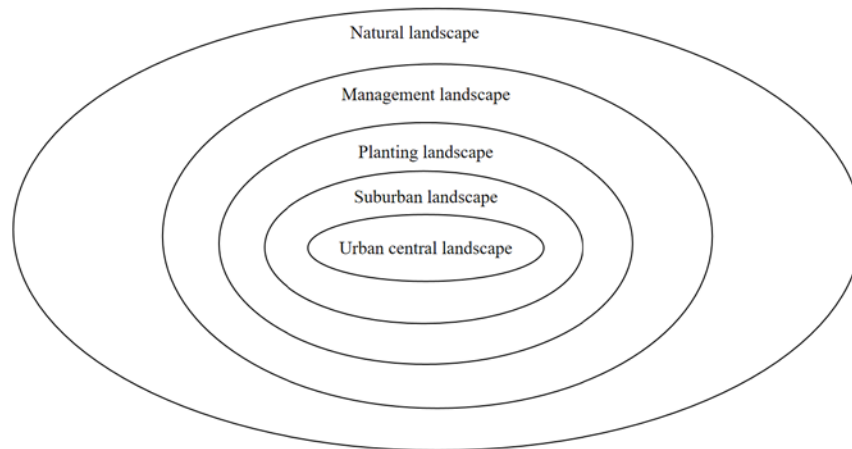 Natural landscape
Management landscape
Planting landscape
Suburban landscape
Urban central landscape